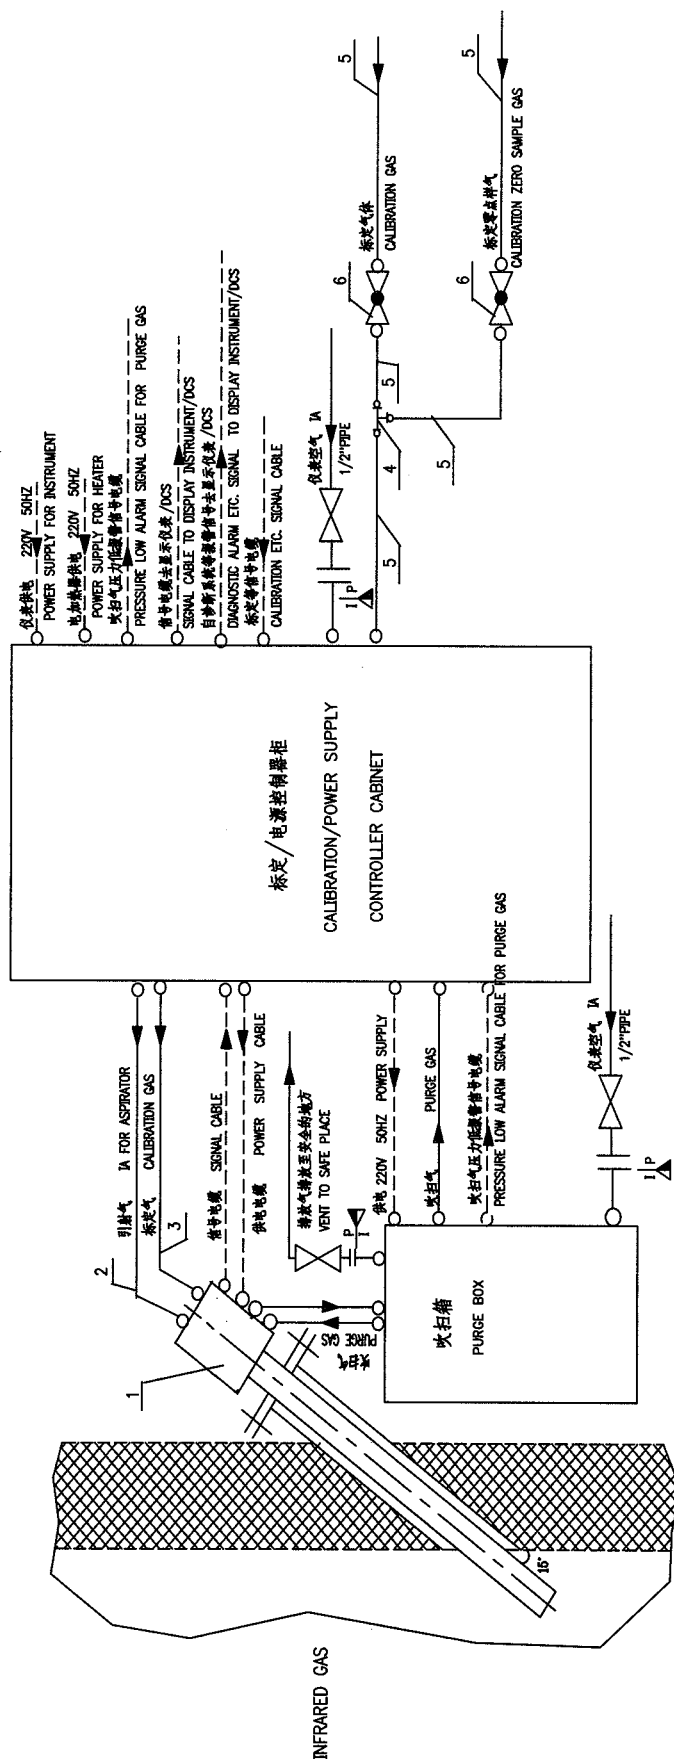 仪表供电 220V 50HZ
POWER SUPPLY FOR INSTRUMENT
电加热器供电 220V 50HZ
POWER SUPPLY FOR HEATER
吹扫气压力低报警信号电缆
PRESSURE LOW ALARM SIGNAL CABLE FOR PURGE GAS
信号电缆去显示仪表/DCS
SIGNAL CABLE TO DISPLAY INSTRUMENT/DCS
自诊断系统等报警信号去显示仪表/DCS
DIAGNOSTIC ALARM ETC. SIGNAL TO DISPLAY INSTRUMENT/DCS
标定等信号电缆
CALIBRATION ETC. SIGNAL CABLE
仪表空气 IA
1/2"PIPE
I P
标定气体
CALIBRATION GAS
标定零点样气
CALIBRATION ZERO SAMPLE GAS
5
5
6
6
5
4
5
5
标定/电源控制器柜
CALIBRATION/POWER SUPPLY
CONTROLLER CABINET
引射气 IA FOR ASPIRATOR
标定气 CALIBRATION GAS
2
3
1
信号电缆 SIGNAL CABLE
供电电缆 POWER SUPPLY CABLE
排放气排放至安全的地方
VENT TO SAFE PLACE
P I
供电 220V 50HZ POWER SUPPLY
吹扫气 PURGE GAS
吹扫气压力低报警信号电缆
PRESSURE LOW ALARM SIGNAL CABLE FOR PURGE GAS
仪表空气 IA
1/2"PIPE
I P
吹扫气
PURGE GAS
吹扫箱
PURGE BOX
15°
INFRARED GAS